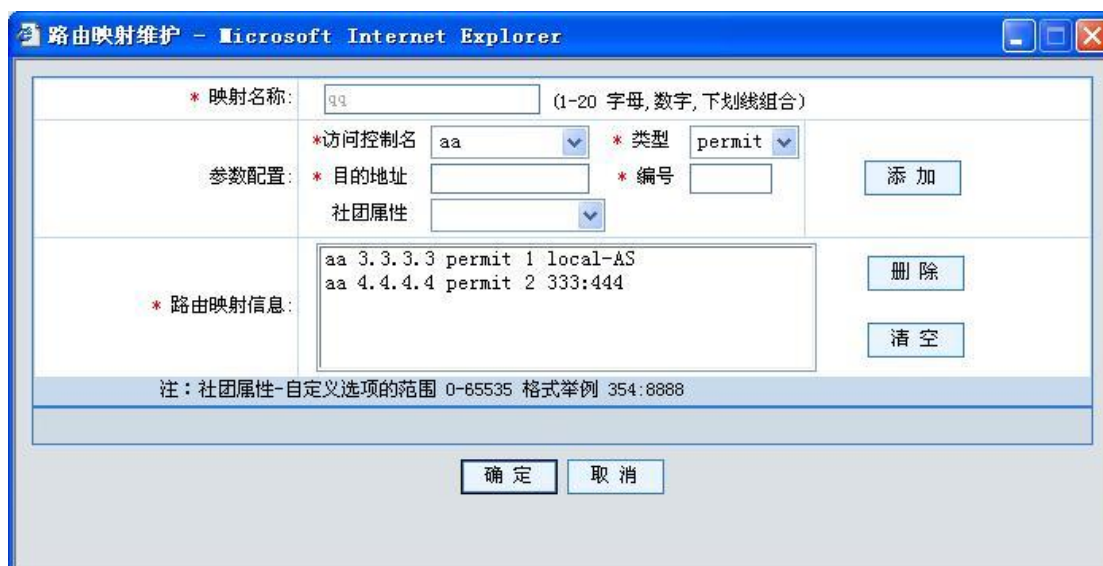 路由映射维护 - Microsoft Internet Explorer
* 映射名称: qq (1-20 字母,数字,下划线组合)
*访问控制名 aa * 类型 permit
参数配置: * 目的地址 * 编号 添 加
社团属性
aa 3.3.3.3 permit 1 local-AS
aa 4.4.4.4 permit 2 333:444
删 除
* 路由映射信息:
清 空
注：社团属性-自定义选项的范围 0-65535 格式举例 354:8888
确 定 取 消